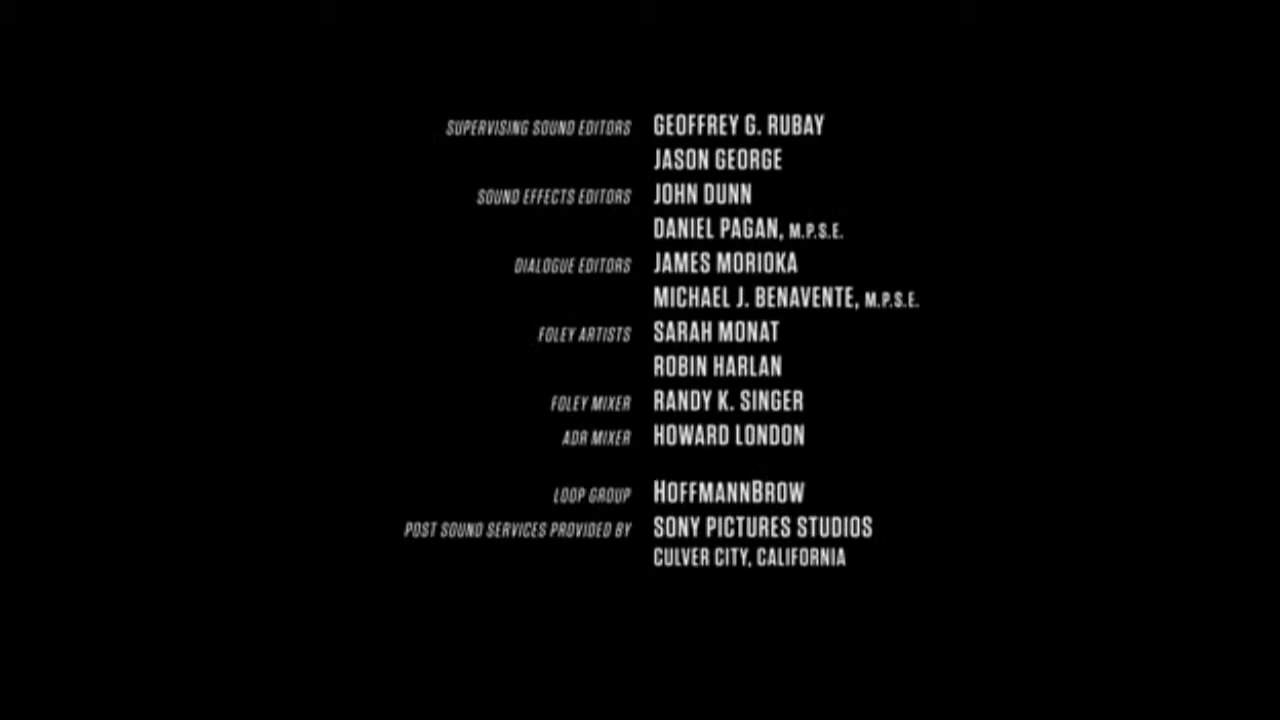 SUPERVISING SOUND EDITORS GEOFFREY G. RUBAY
JASON GEORGE
SOUND EFFECTS EDITORS JOHN DUNN
DANIEL PAGAN, M.P.S.E.
DIALOGUE EDITORS JAMES MORIOKA
MICHAEL J. BENAVENTE, M.P.S.E.
FOLEY ARTISTS SARAH MONAT
ROBIN HARLAN
FOLEY MIXER RANDY K. SINGER
ADR MIXER HOWARD LONDON
LOOP GROUP HOFFMANNBROW
POST SOUND SERVICES PROVIDED BY SONY PICTURES STUDIOS
CULVER CITY, CALIFORNIA